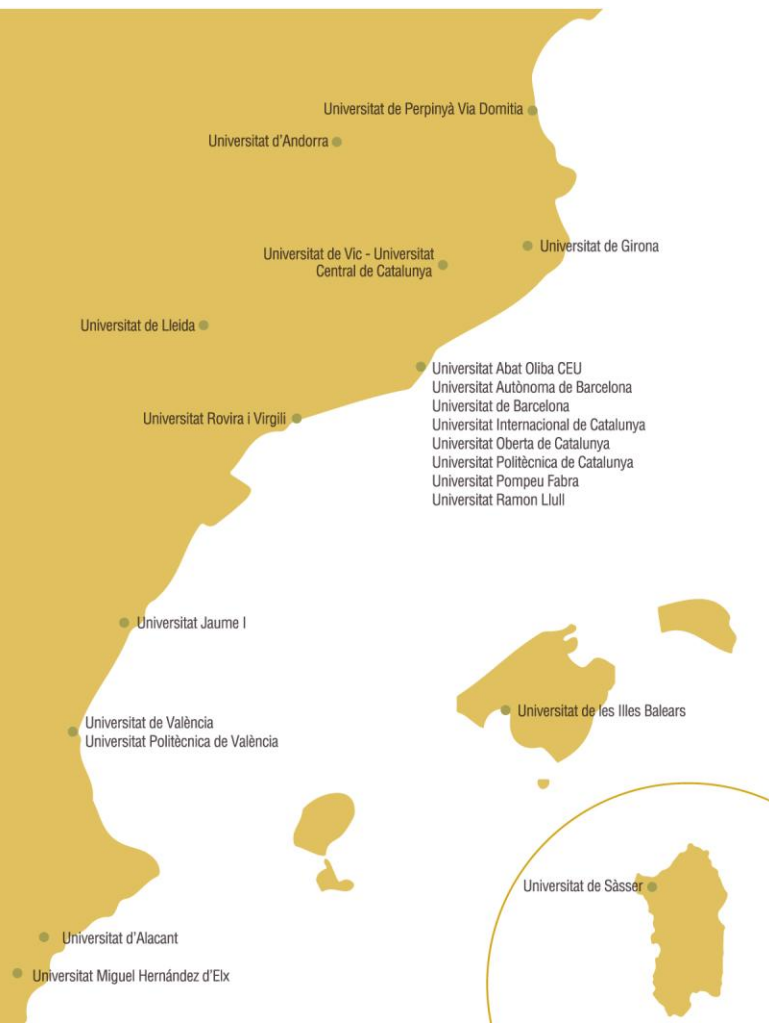 Universitat de Perpinyà Via Domitia
Universitat d'Andorra
Universitat de Girona
Universitat de Vic - Universitat
Central de Catalunya
Universitat de Lleida
Universitat Abat Oliba CEU
Universitat Autònoma de Barcelona
Universitat de Barcelona
Universitat Internacional de Catalunya
Universitat Oberta de Catalunya
Universitat Politècnica de Catalunya
Universitat Pompeu Fabra
Universitat Ramon Llull
Universitat Rovira i Virgili
Universitat Jaume I
Universitat de les Illes Balears
Universitat de València
Universitat Politècnica de València
Universitat de Sàsser
Universitat d'Alacant
Universitat Miguel Hernández d'Elx